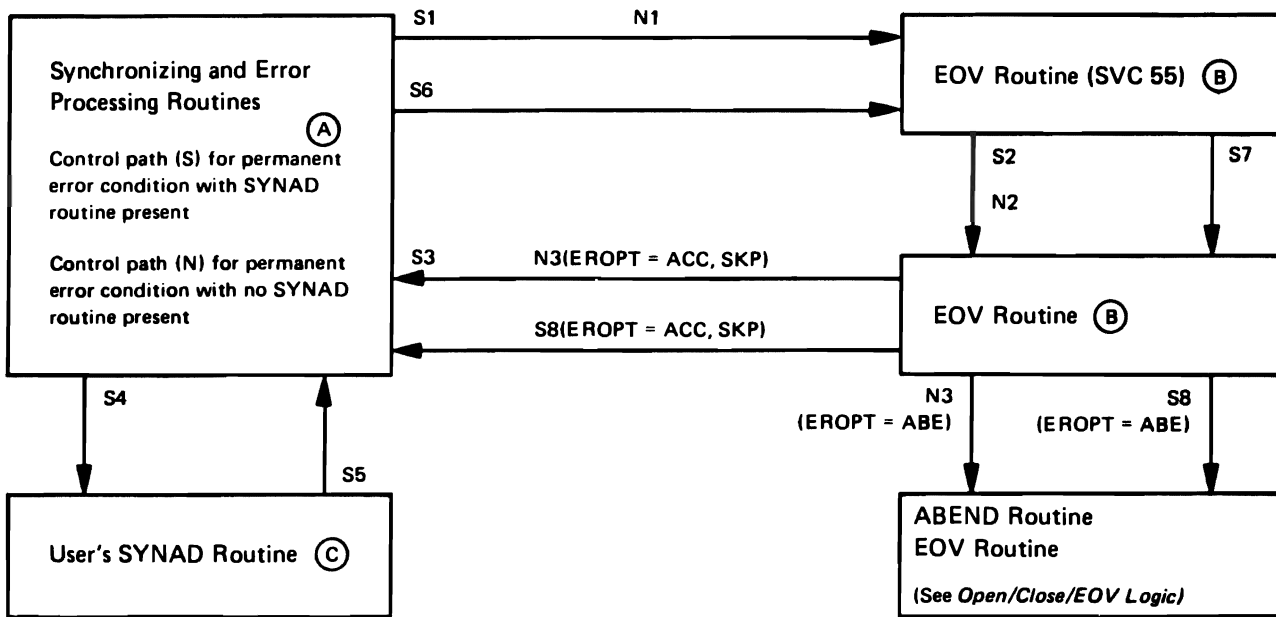 S1
N1
Synchronizing and Error
Processing Routines
A
S6
EOV Routine (SVC 55) B
Control path (S) for permanent
error condition with SYNAD
routine present
S2
S7
N2
Control path (N) for permanent
error condition with no SYNAD
routine present
S3
N3(EROPT = ACC, SKP)
EOV Routine B
S8(EROPT = ACC, SKP)
S4
N3
(EROPT = ABE)
S8
(EROPT = ABE)
S5
User's SYNAD Routine C
ABEND Routine
EOV Routine
(See Open/Close/EOV Logic)